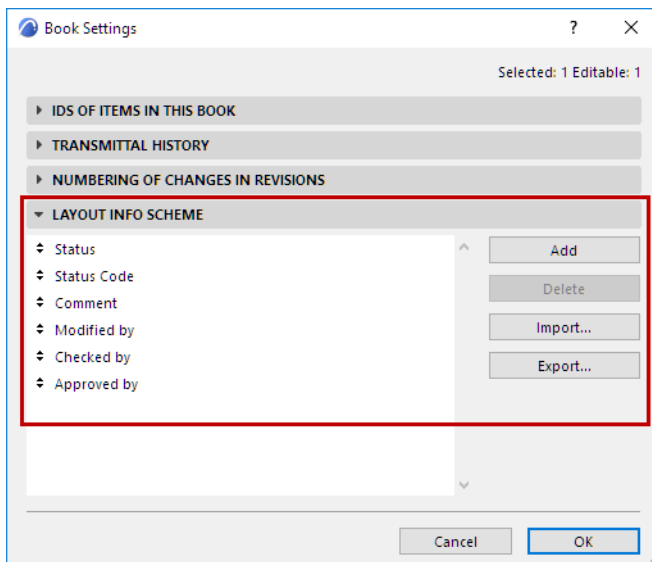 Book Settings
?
Selected: 1 Editable: 1
IDS OF ITEMS IN THIS BOOK
TRANSMITTAL HISTORY
NUMBERING OF CHANGES IN REVISIONS
LAYOUT INFO SCHEME
Status
Status Code
Comment
Modified by
Checked by
Approved by
Add
Delete
Import...
Export...
Cancel
OK